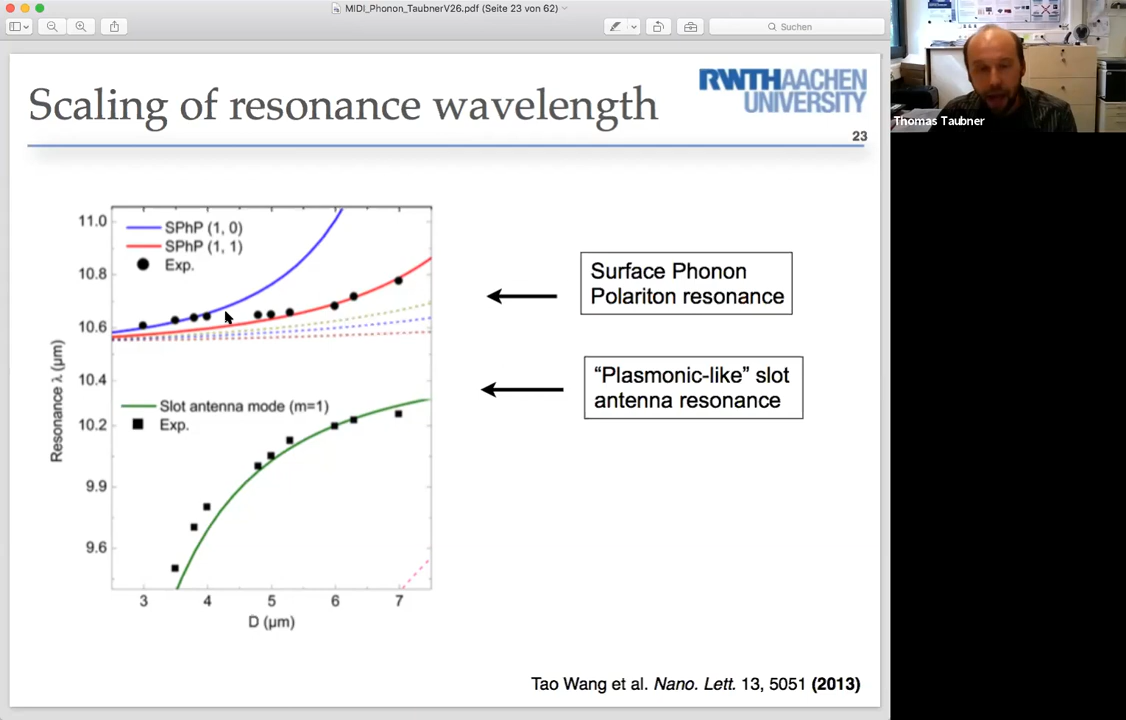 MIDI_Phonon_TaubnerV26.pdf (Seite 23 von 62)
Suchen
Scaling of resonance wavelength
RWTHAACHEN
UNIVERSITY
23
Thomas Taubner
11.0
10.8
10.6
10.4
10.2
9.9
9.6
Resonance λ (µm)
SPhP (1, 0)
SPhP (1, 1)
Exp.
Slot antenna mode (m=1)
Exp.
3 4 5 6 7
D (µm)
Surface Phonon
Polariton resonance
“Plasmonic-like” slot
antenna resonance
Tao Wang et al. Nano. Lett. 13, 5051 (2013)